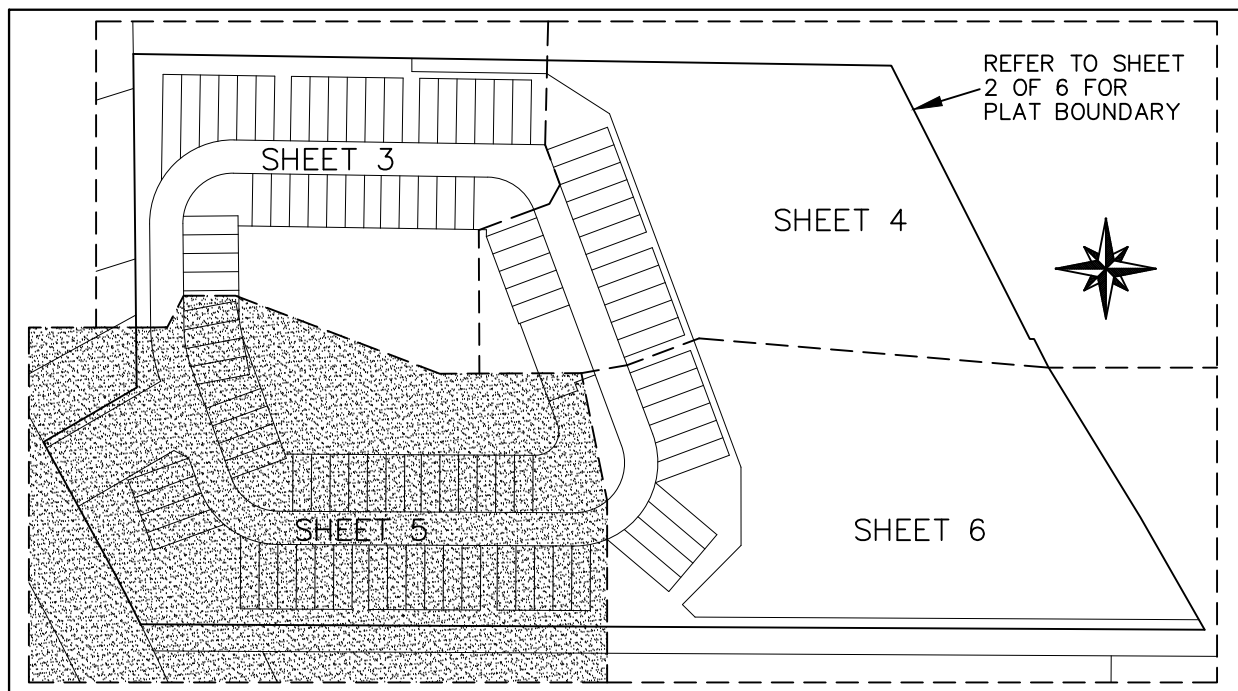 REFER TO SHEET
2 OF 6 FOR
PLAT BOUNDARY
SHEET 3
SHEET 4
SHEET 5
SHEET 6